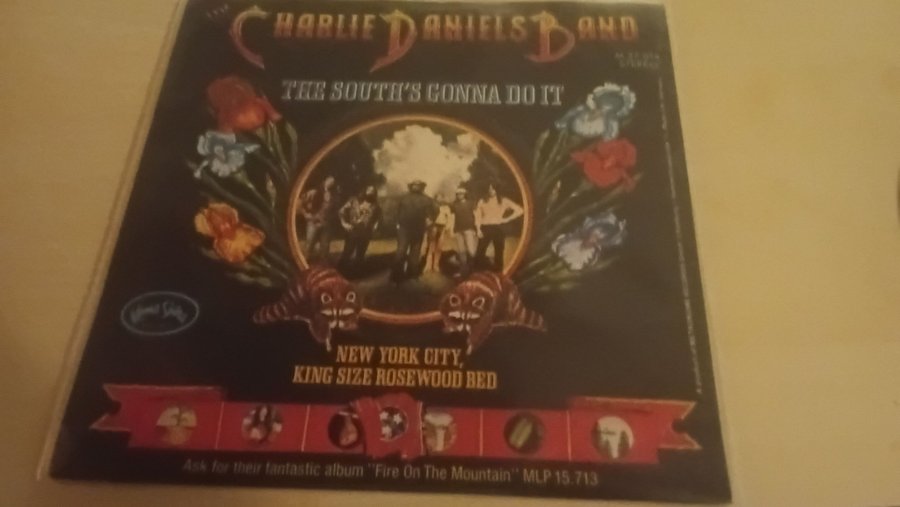 THE
CHARLIE DANIELS BAND
STEREO
THE SOUTH'S GONNA DO IT
NEW YORK CITY,
KING SIZE ROSEWOOD BED
Ask for their fantastic album "Fire On The Mountain" MLP 15.713